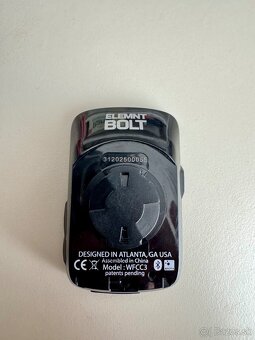 ELEMNT
BOLT
DESIGNED IN ATLANTA, GA USA
Assembled in China
Model : WFCC3
patents pending